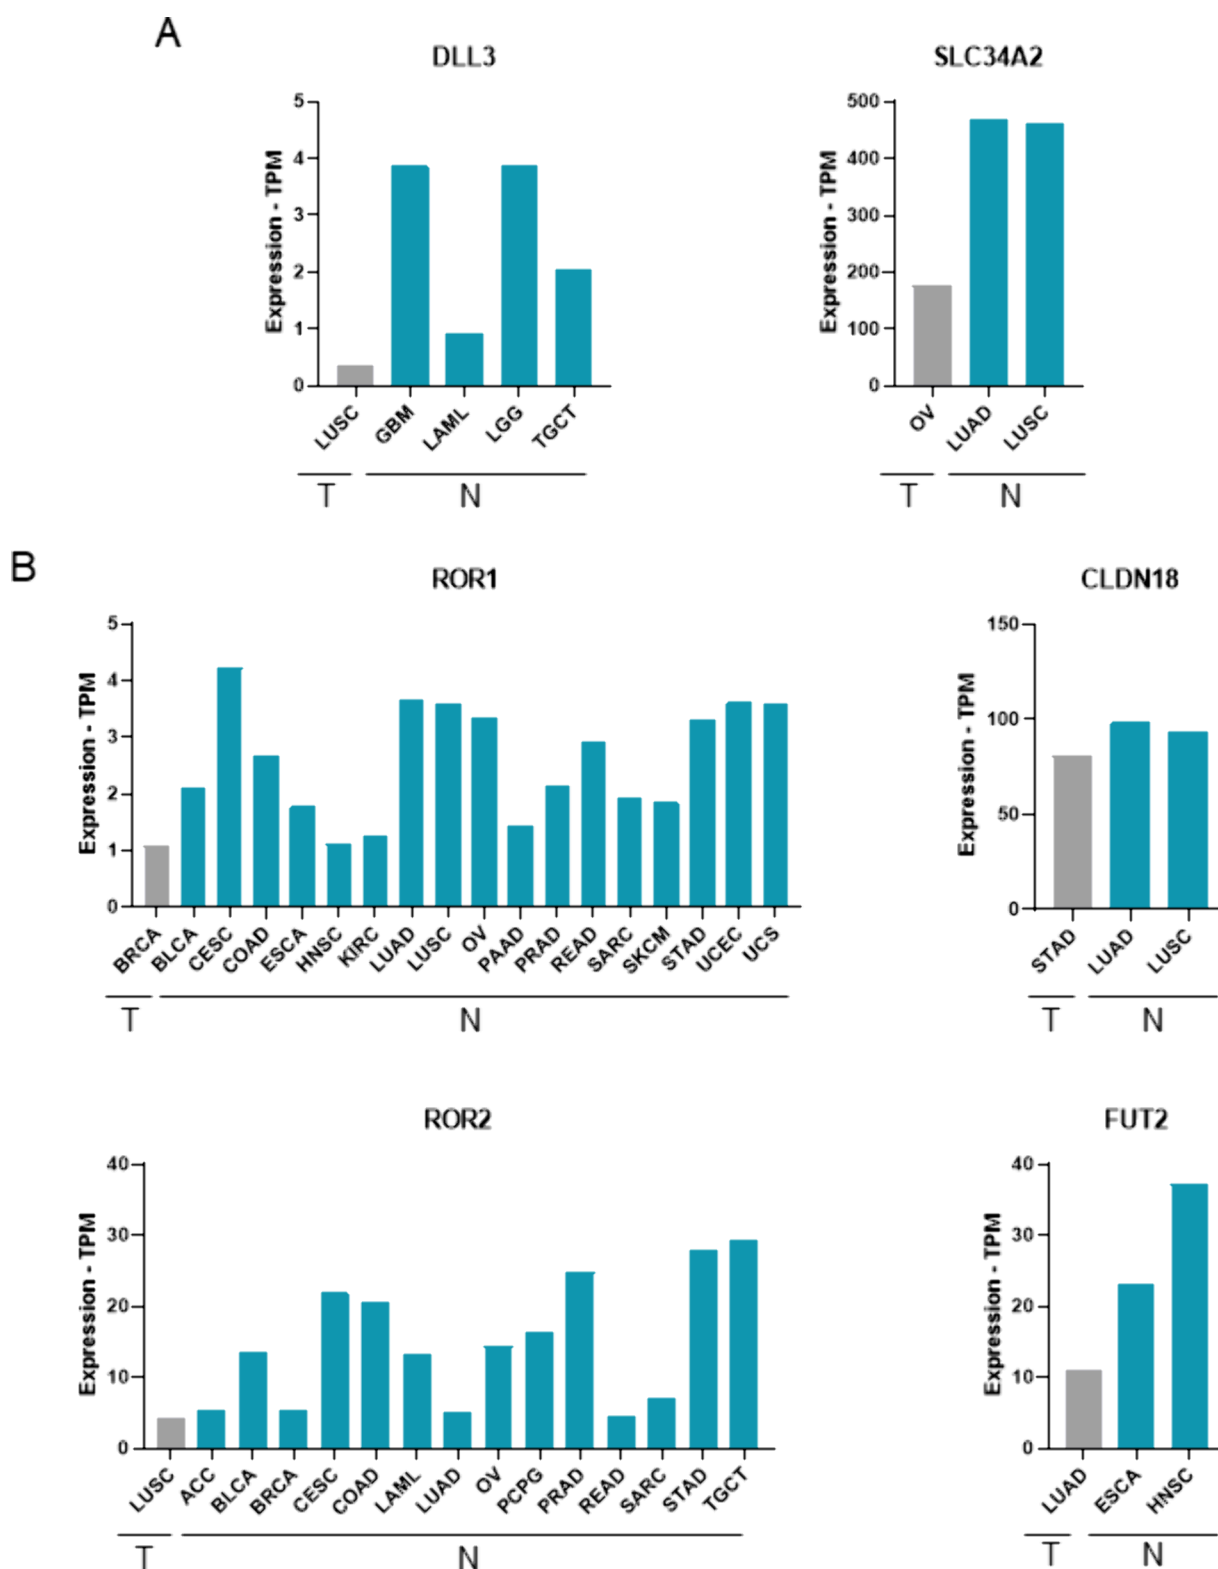 A
DLL3
Expression - TPM
5
4
3
2
1
0
LUSC
GBM
LAML
LGG
TGCT
T
N
SLC34A2
Expression - TPM
500
400
300
200
100
0
OV
LUAD
LUSC
T
N
B
ROR1
Expression - TPM
5
4
3
2
1
0
BRCA
BLCA
CESC
COAD
ESCA
HNSC
KIRC
LUAD
LUSC
OV
PAAD
PRAD
READ
SARC
SKCM
STAD
UCEC
UCS
T
N
CLDN18
Expression - TPM
150
100
50
0
STAD
LUAD
LUSC
T
N
ROR2
Expression - TPM
40
30
20
10
0
LUSC
ACC
BLCA
BRCA
CESC
COAD
LAML
LUAD
OV
PCPG
PRAD
READ
SARC
STAD
TGCT
T
N
FUT2
Expression - TPM
40
30
20
10
0
LUAD
ESCA
HNSC
T
N